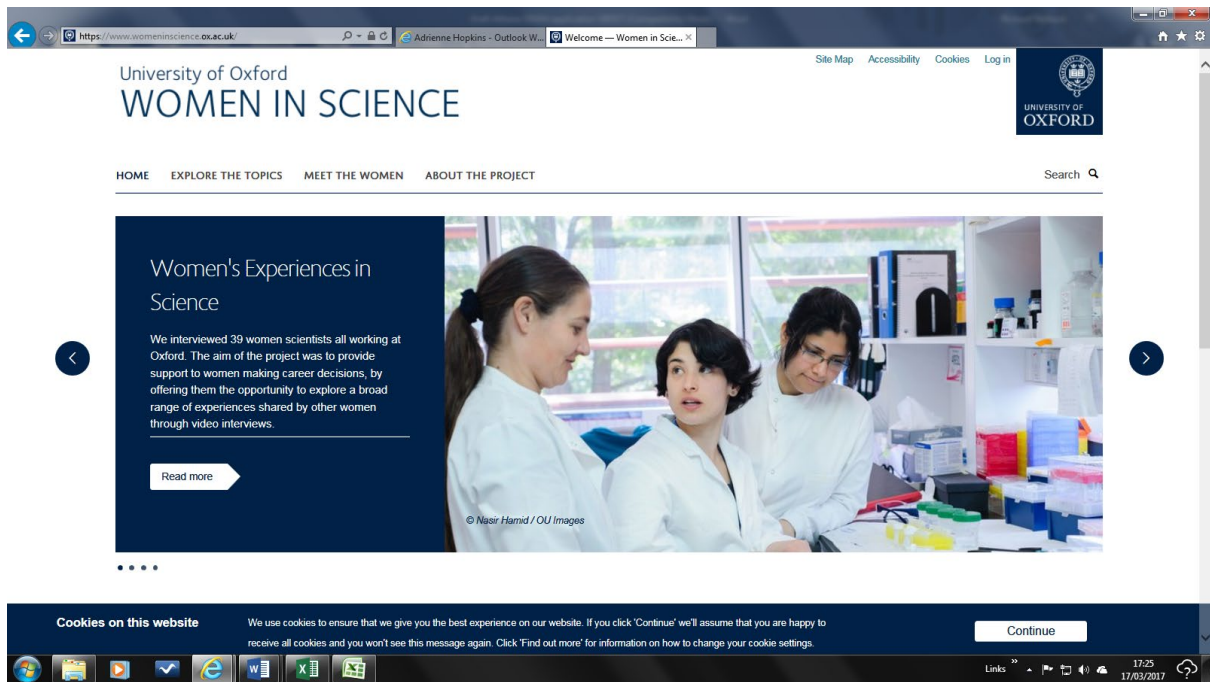 https://www.womeninscience.ox.ac.uk/
Adrienne Hopkins - Outlook W...
Welcome — Women in Scie...
Site Map Accessibility Cookies Log in
University of Oxford
WOMEN IN SCIENCE
UNIVERSITY OF
OXFORD
HOME EXPLORE THE TOPICS MEET THE WOMEN ABOUT THE PROJECT
Search
Women's Experiences in
Science
We interviewed 39 women scientists all working at
Oxford. The aim of the project was to provide
support to women making career decisions, by
offering them the opportunity to explore a broad
range of experiences shared by other women
through video interviews.
Read more
© Nasir Hamid / OU Images
Cookies on this website
We use cookies to ensure that we give you the best experience on our website. If you click 'Continue' we'll assume that you are happy to
receive all cookies and you won't see this message again. Click 'Find out more' for information on how to change your cookie settings.
Continue
Links
17:25
17/03/2017